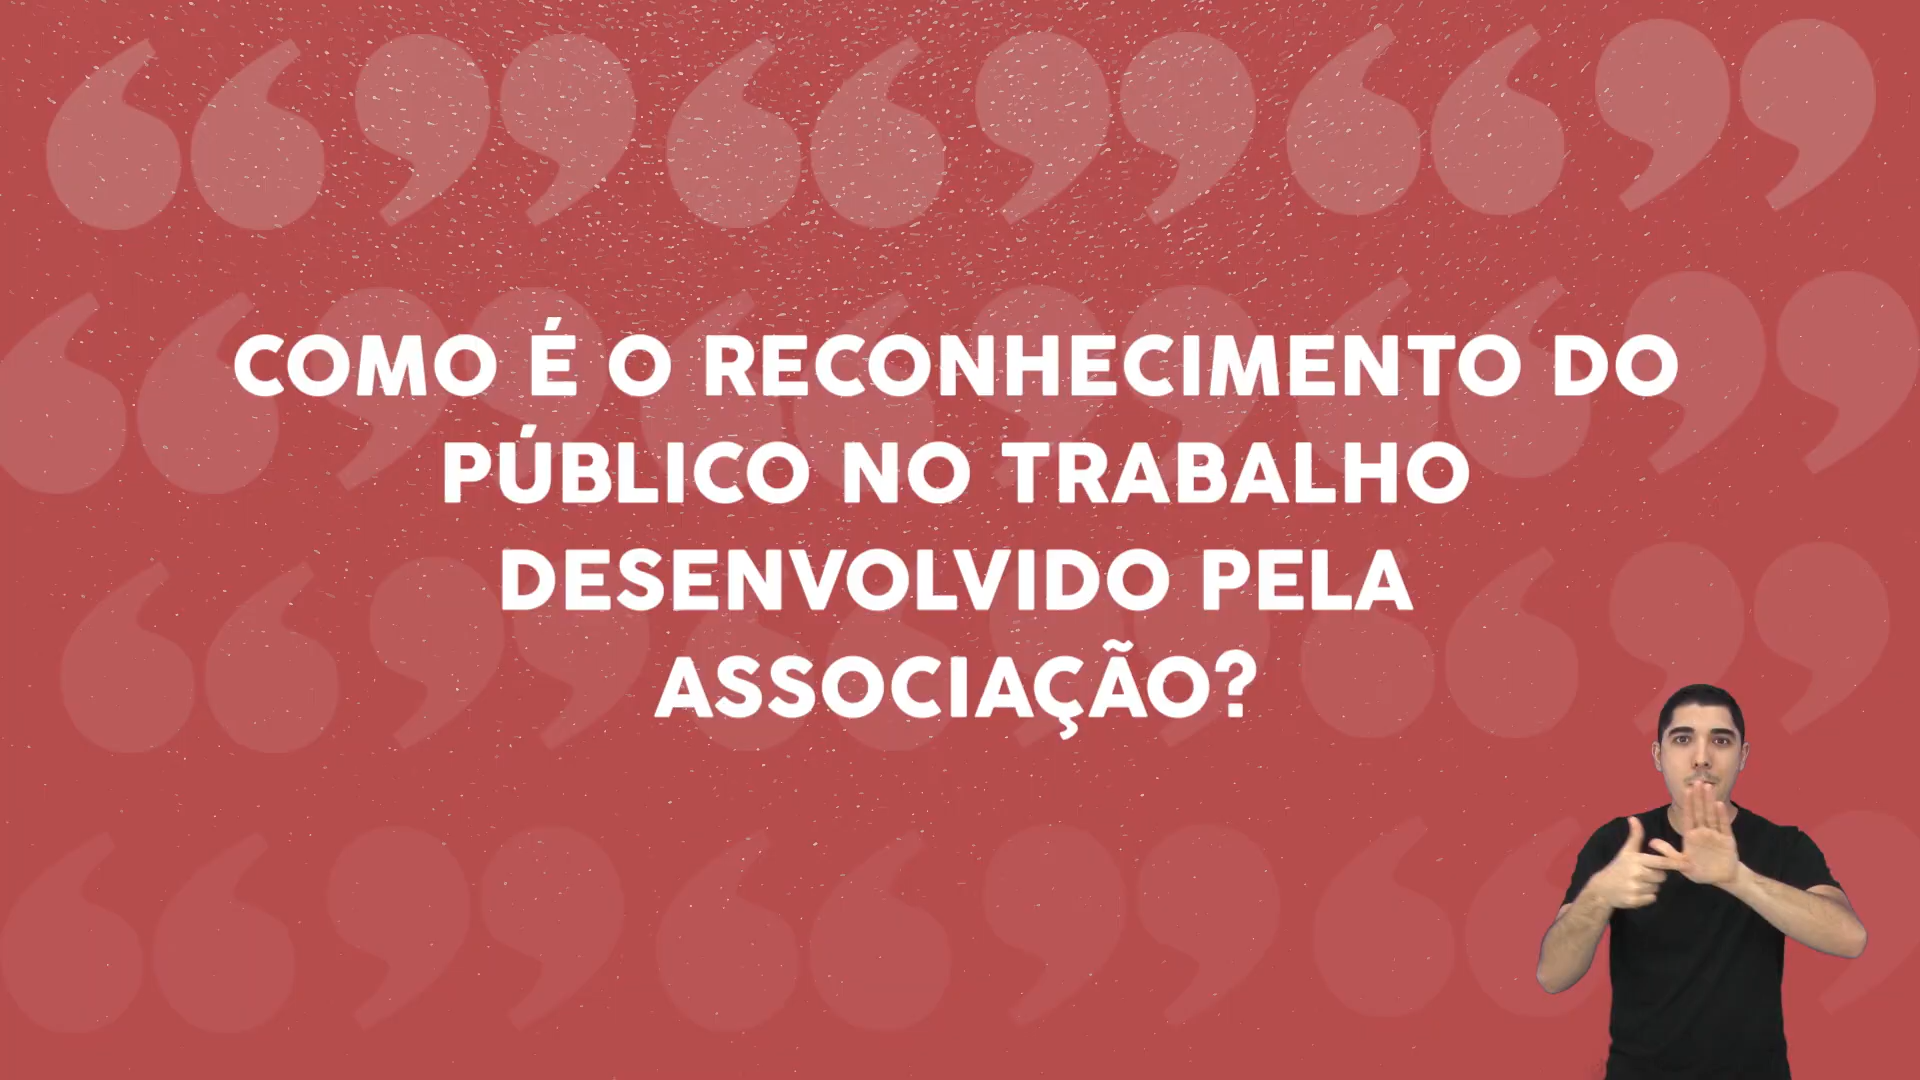 COMO É O RECONHECIMENTO DO
PÚBLICO NO TRABALHO
DESENVOLVIDO PELA
ASSOCIAÇÃO?